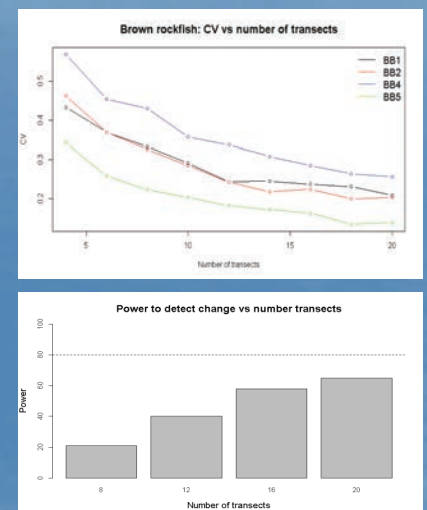 Brown rockfish: CV vs number of transects
BB1
BB2
BB4
BB5
CV
0.5
0.4
0.3
0.2
5
10
15
20
Number of transects
Power to detect change vs number transects
Power
100
80
60
40
20
0
8
12
16
20
Number of transects